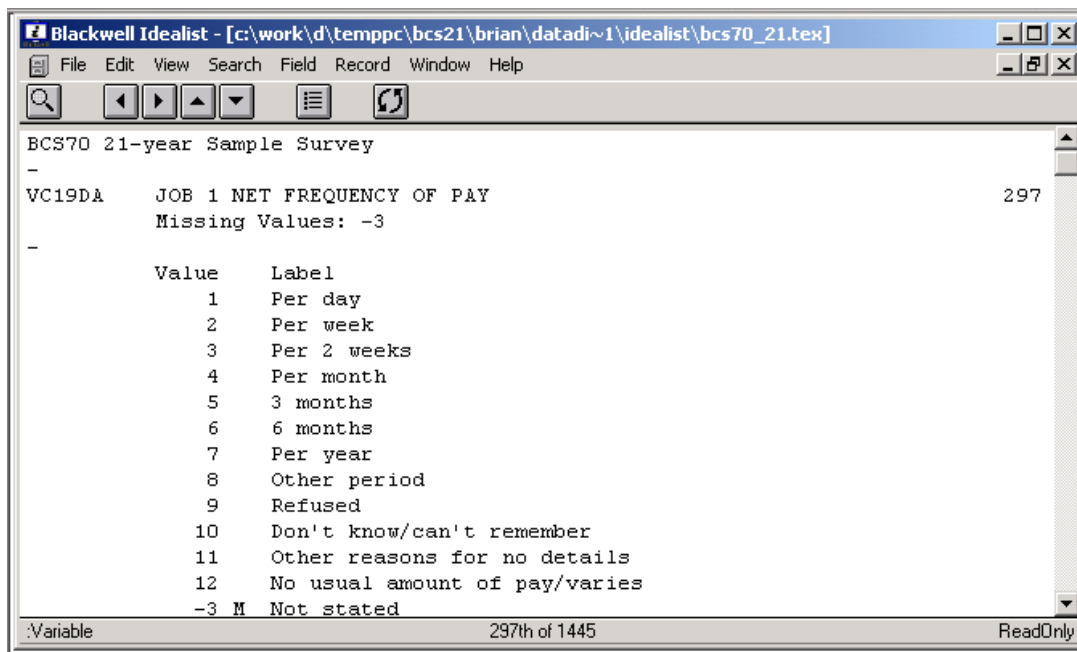 Blackwell Idealist - [c:\work\d\temppc\bcs21\brian\datadi~1\idealist\bcs70_21.tex]
File Edit View Search Field Record Window Help
BCS70 21-year Sample Survey
-
VC19DA JOB 1 NET FREQUENCY OF PAY 297
Missing Values: -3
-
Value Label
1 Per day
2 Per week
3 Per 2 weeks
4 Per month
5 3 months
6 6 months
7 Per year
8 Other period
9 Refused
10 Don't know/can't remember
11 Other reasons for no details
12 No usual amount of pay/varies
-3 M Not stated
:Variable 297th of 1445 ReadOnly